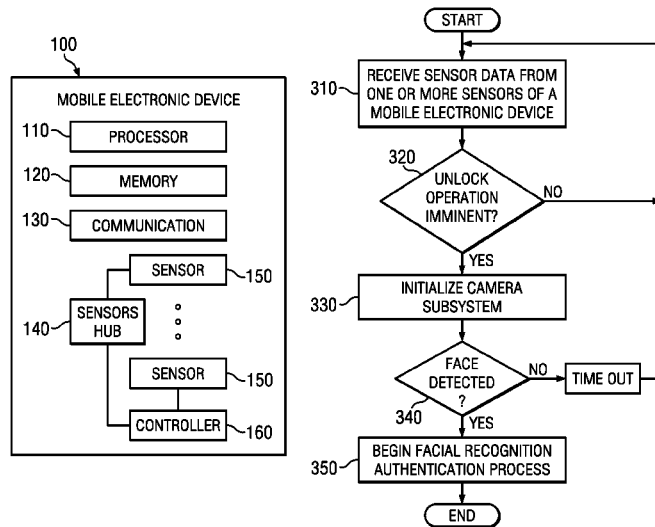 100
MOBILE ELECTRONIC DEVICE
110
PROCESSOR
120
MEMORY
130
COMMUNICATION
SENSOR
150
140
SENSORS
HUB
SENSOR
150
CONTROLLER
160
START
310
RECEIVE SENSOR DATA FROM
ONE OR MORE SENSORS OF A
MOBILE ELECTRONIC DEVICE
320
UNLOCK
OPERATION
IMMINENT?
NO
YES
330
INITIALIZE CAMERA
SUBSYSTEM
FACE
DETECTED
?
NO
TIME OUT
340
YES
350
BEGIN FACIAL RECOGNITION
AUTHENTICATION PROCESS
END